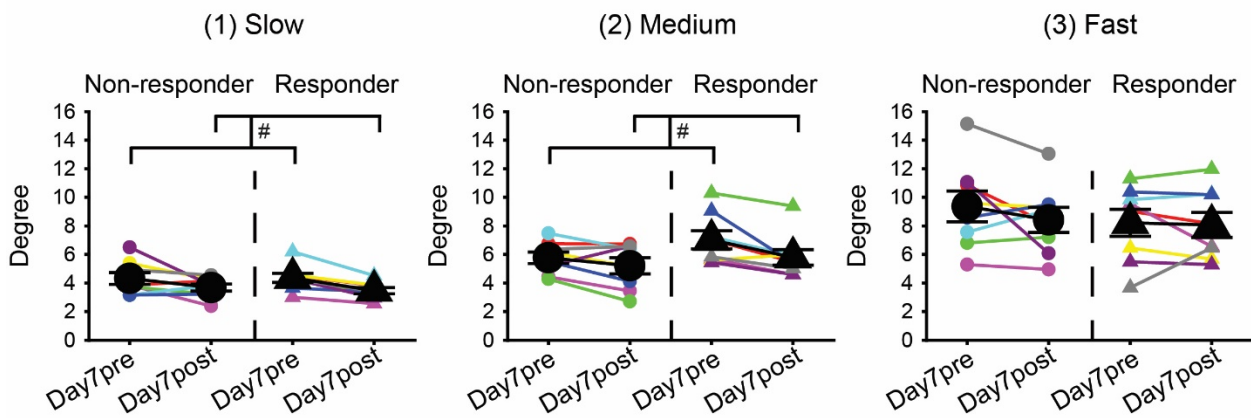 (1) Slow
(2) Medium
(3) Fast
Non-responder Responder
Non-responder Responder
Non-responder Responder
Degree
16
14
12
10
8
6
4
2
0
#
Day7pre
Day7post
Day7pre
Day7post
Degree
16
14
12
10
8
6
4
2
0
#
Day7pre
Day7post
Day7pre
Day7post
Degree
16
14
12
10
8
6
4
2
0
Day7pre
Day7post
Day7pre
Day7post